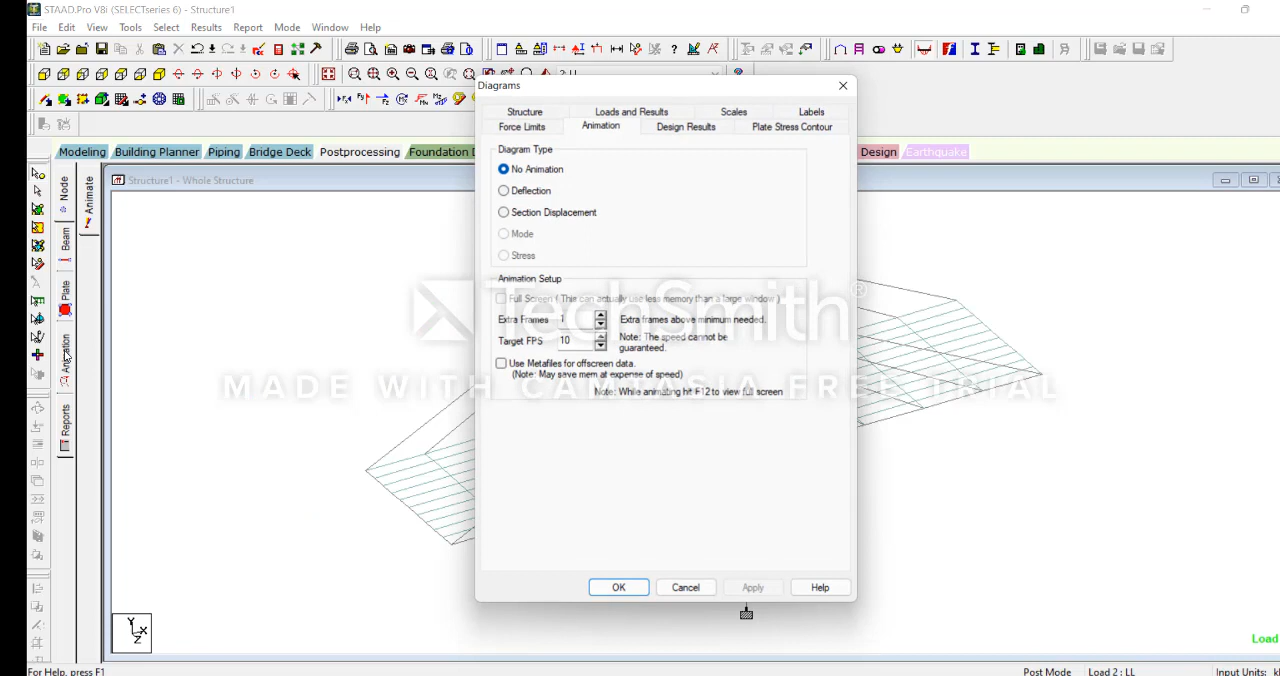 STAAD.Pro V8i (SELECTseries 6) - Structure1
File Edit View Tools Select Results Report Mode Window Help
Modeling Building Planner Piping Bridge Deck Postprocessing Foundation D
Design Earthquake
Structure1 - Whole Structure
Node
Beam
Plate
Animation
Reports
Animate
Diagrams
Structure Loads and Results Scales Labels
Force Limits Animation Design Results Plate Stress Contour
Diagram Type
No Animation
Deflection
Section Displacement
Mode
Stress
Animation Setup
Full Screen ( This can actually use less memory than a large window )
Extra Frames 1 Extra frames above minimum needed.
Target FPS 10 Note: The speed cannot be
guaranteed.
Use Metafiles for offscreen data.
(Note: May save mem at expense of speed)
Note: While animating hit F12 to view full screen
OK Cancel Apply Help
TechSmith®
MADE WITH CAMTASIA FREE TRIAL
Y
X
Z
Load
For Help, press F1
Post Mode Load 2 : LL Input Units: